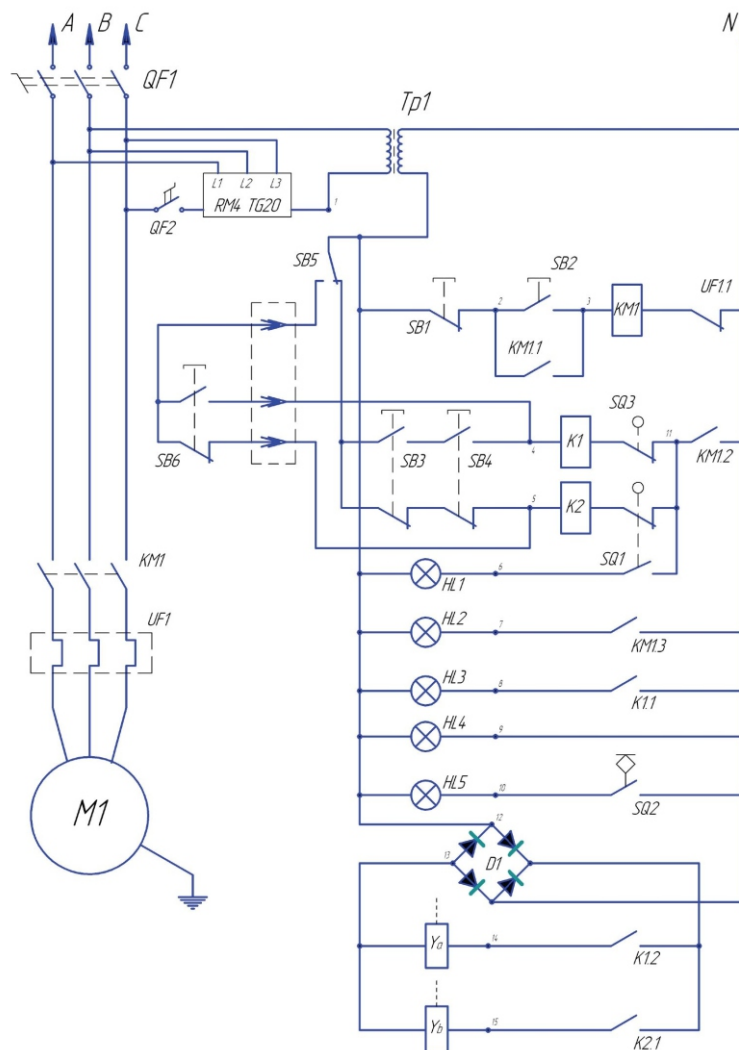 A B C N
QF1
Tp1
L1 L2 L3
RM4 TG20
1
QF2
SB5
SB2
UF1.1
2
3
KM1
SB1
KM1.1
SQ3
11
K1
4
SB6
SB3
SB4
KM1.2
K2
5
KM1
SQ1
6
HL1
UF1
HL2
7
KM1.3
HL3
8
K1.1
HL4
9
HL5
10
SQ2
M1
12
13
D1
Ya
14
K1.2
Yb
15
K2.1